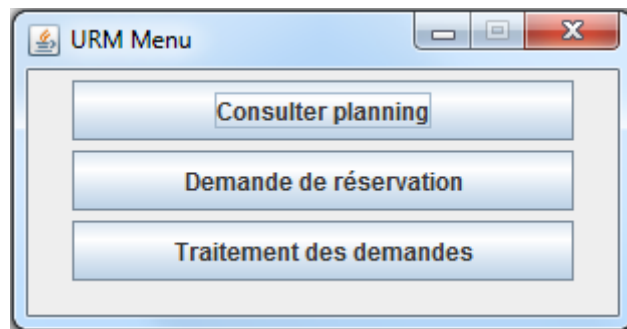 URM Menu
Consulter planning
Demande de réservation
Traitement des demandes